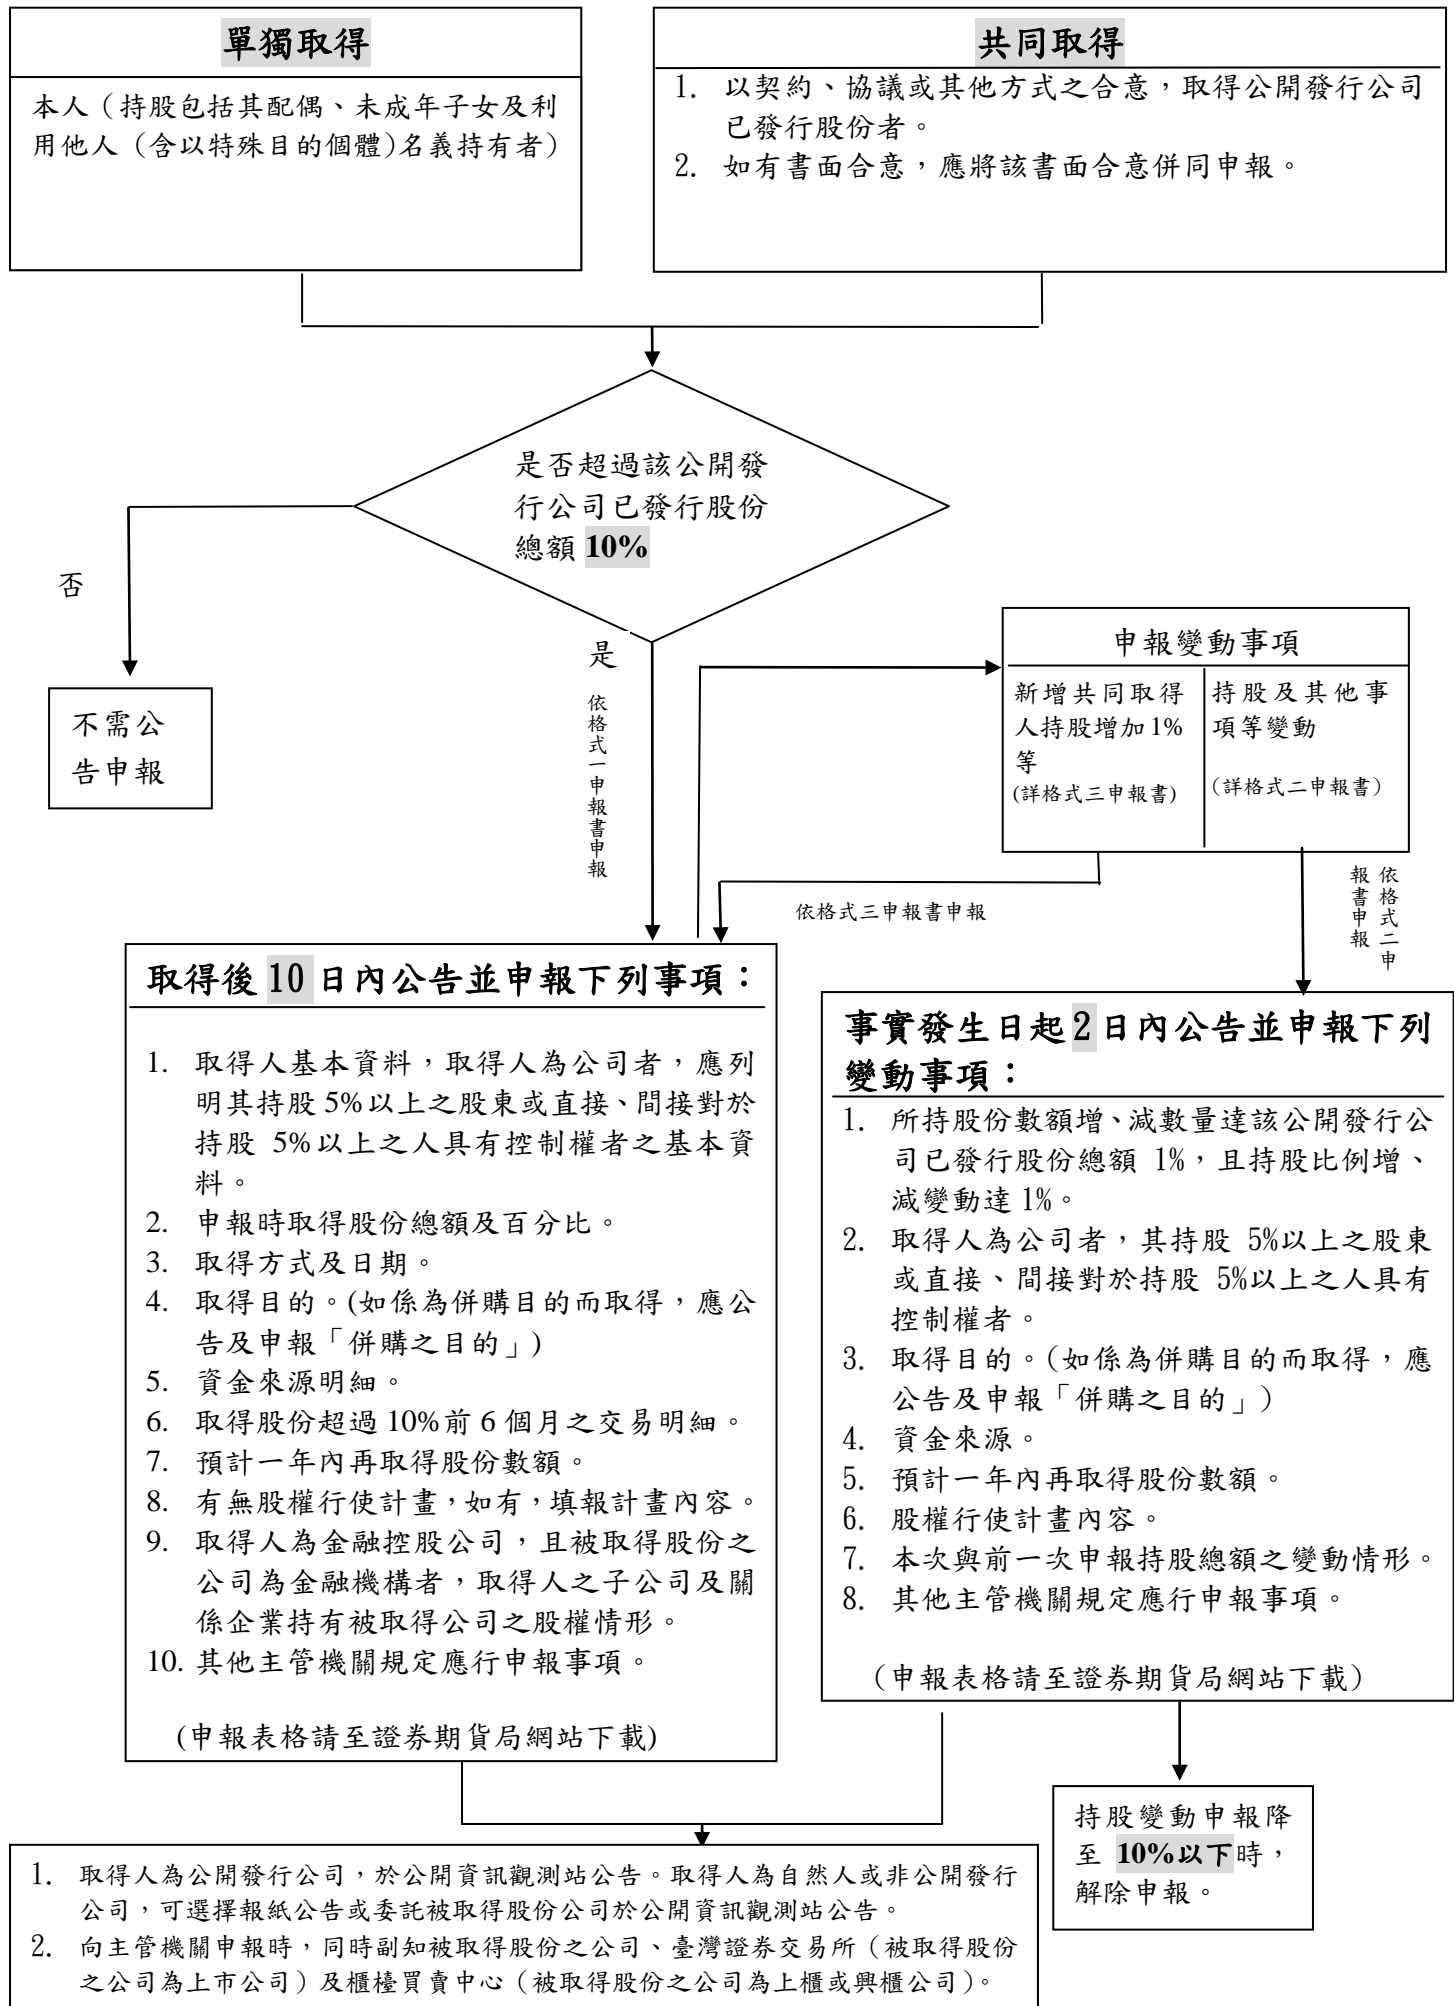 單獨取得
本人（持股包括其配偶、未成年子女及利
用他人（含以特殊目的個體)名義持有者）
共同取得
1. 以契約、協議或其他方式之合意，取得公開發行公司
已發行股份者。
2. 如有書面合意，應將該書面合意併同申報。
是否超過該公開發
行公司已發行股份
總額 10%
否
不需公
告申報
是
依格式一申報書申報
申報變動事項
新增共同取得
人持股增加 1%
等
(詳格式三申報書)
持股及其他事
項等變動
（詳格式二申報書）
依格式三申報書申報
依格式二申
報書申報
取得後 10 日內公告並申報下列事項：
1. 取得人基本資料，取得人為公司者，應列
明其持股 5%以上之股東或直接、間接對於
持股 5%以上之人具有控制權者之基本資
料。
2. 申報時取得股份總額及百分比。
3. 取得方式及日期。
4. 取得目的。(如係為併購目的而取得，應公
告及申報「併購之目的」)
5. 資金來源明細。
6. 取得股份超過 10%前 6 個月之交易明細。
7. 預計一年內再取得股份數額。
8. 有無股權行使計畫，如有，填報計畫內容。
9. 取得人為金融控股公司，且被取得股份之
公司為金融機構者，取得人之子公司及關
係企業持有被取得公司之股權情形。
10. 其他主管機關規定應行申報事項。
(申報表格請至證券期貨局網站下載)
事實發生日起 2 日內公告並申報下列
變動事項：
1. 所持股份數額增、減數量達該公開發行公
司已發行股份總額 1%，且持股比例增、
減變動達 1%。
2. 取得人為公司者，其持股 5%以上之股東
或直接、間接對於持股 5%以上之人具有
控制權者。
3. 取得目的。（如係為併購目的而取得，應
公告及申報「併購之目的」）
4. 資金來源。
5. 預計一年內再取得股份數額。
6. 股權行使計畫內容。
7. 本次與前一次申報持股總額之變動情形。
8. 其他主管機關規定應行申報事項。
（申報表格請至證券期貨局網站下載）
持股變動申報降
至 10%以下時，
解除申報。
1. 取得人為公開發行公司，於公開資訊觀測站公告。取得人為自然人或非公開發行
公司，可選擇報紙公告或委託被取得股份公司於公開資訊觀測站公告。
2. 向主管機關申報時，同時副知被取得股份之公司、臺灣證券交易所（被取得股份
之公司為上市公司）及櫃檯買賣中心（被取得股份之公司為上櫃或興櫃公司）。